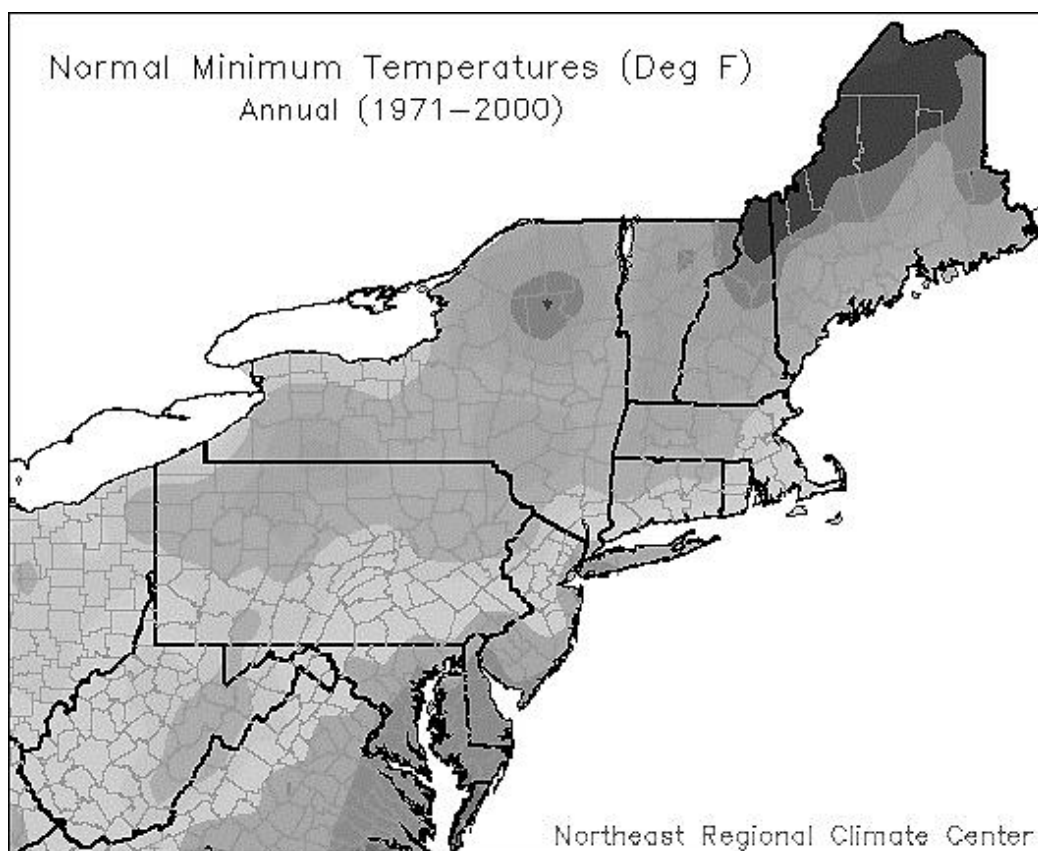 Normal Minimum Temperatures (Deg F)
Annual (1971-2000)
Northeast Regional Climate Center